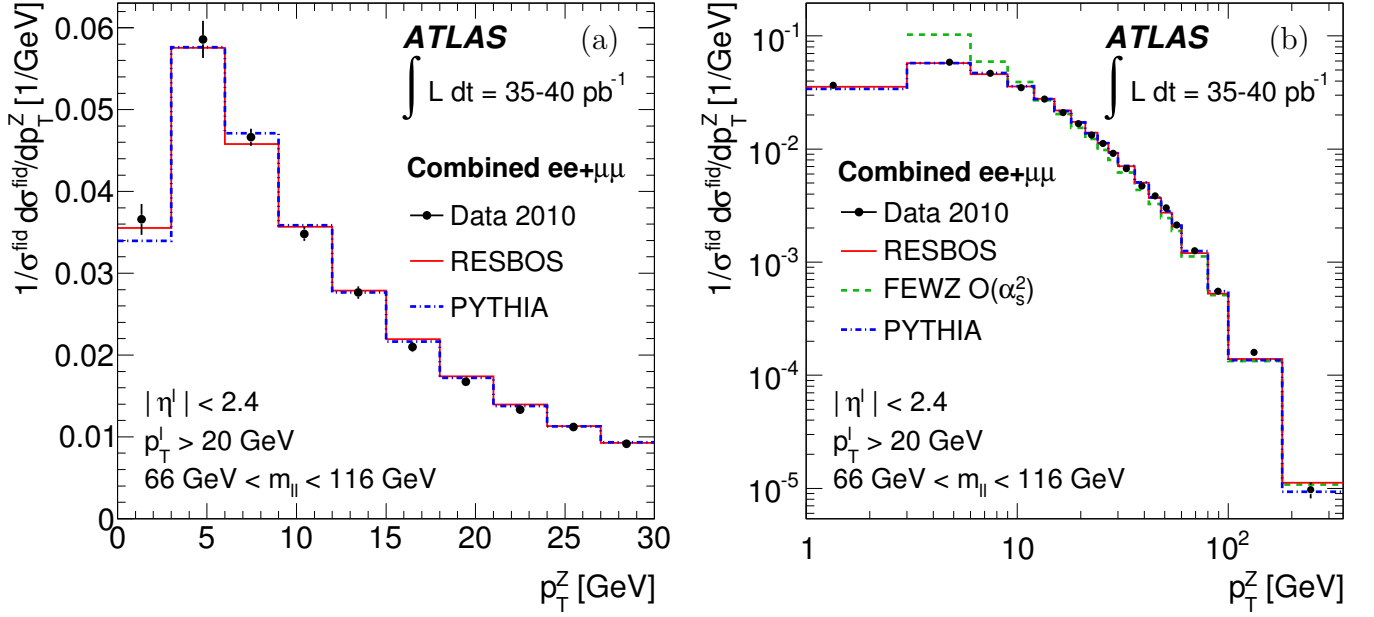 1/σ^fid dσ^fid/dp_T^Z [1/GeV]
0.06
0.05
0.04
0.03
0.02
0.01
0
ATLAS (a)
∫ L dt = 35-40 pb^-1
Combined ee+μμ
Data 2010
RESBOS
PYTHIA
| η^l | < 2.4
p_T^l > 20 GeV
66 GeV < m_ll < 116 GeV
0 5 10 15 20 25 30
p_T^Z [GeV]
1/σ^fid dσ^fid/dp_T^Z [1/GeV]
10^-1
10^-2
10^-3
10^-4
10^-5
ATLAS (b)
∫ L dt = 35-40 pb^-1
Combined ee+μμ
Data 2010
RESBOS
FEWZ O(α_s^2)
PYTHIA
| η^l | < 2.4
p_T^l > 20 GeV
66 GeV < m_ll < 116 GeV
1 10 10^2
p_T^Z [GeV]